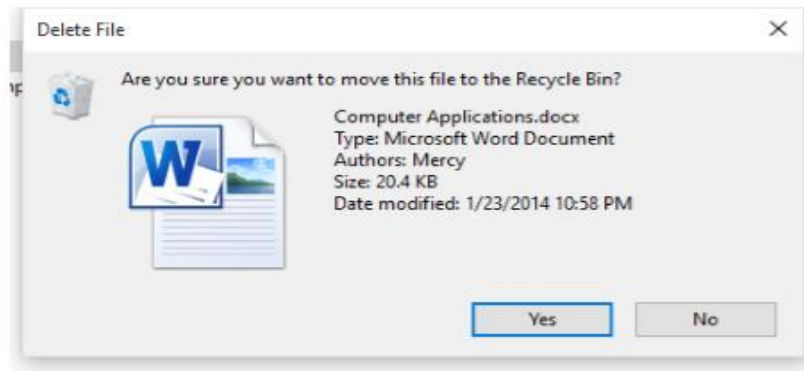 Delete File
Are you sure you want to move this file to the Recycle Bin?
W
Computer Applications.docx
Type: Microsoft Word Document
Authors: Mercy
Size: 20.4 KB
Date modified: 1/23/2014 10:58 PM
Yes
No